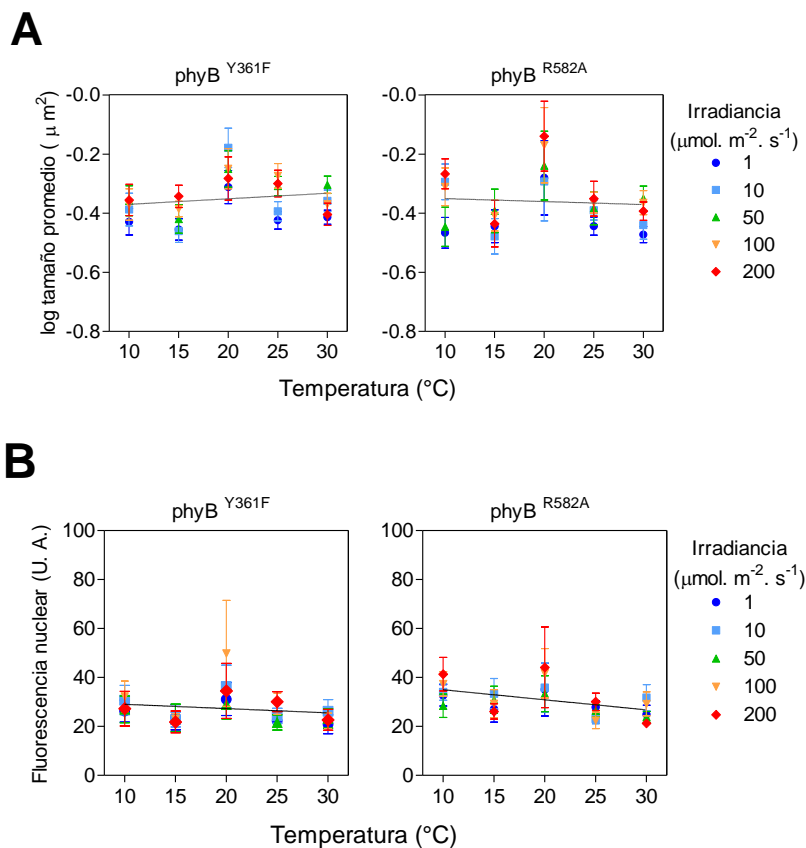 A
phyB Y361F
phyB R582A
-0.0
-0.2
-0.4
-0.6
-0.8
10 15 20 25 30
-0.0
-0.2
-0.4
-0.6
-0.8
10 15 20 25 30
log tamaño promedio ( μ m2)
Temperatura (°C)
Irradiancia
(μmol. m-2. s-1)
1
10
50
100
200
B
phyB Y361F
phyB R582A
100
80
60
40
20
0
10 15 20 25 30
100
80
60
40
20
0
10 15 20 25 30
Fluorescencia nuclear (U. A.)
Temperatura (°C)
Irradiancia
(μmol. m-2. s-1)
1
10
50
100
200